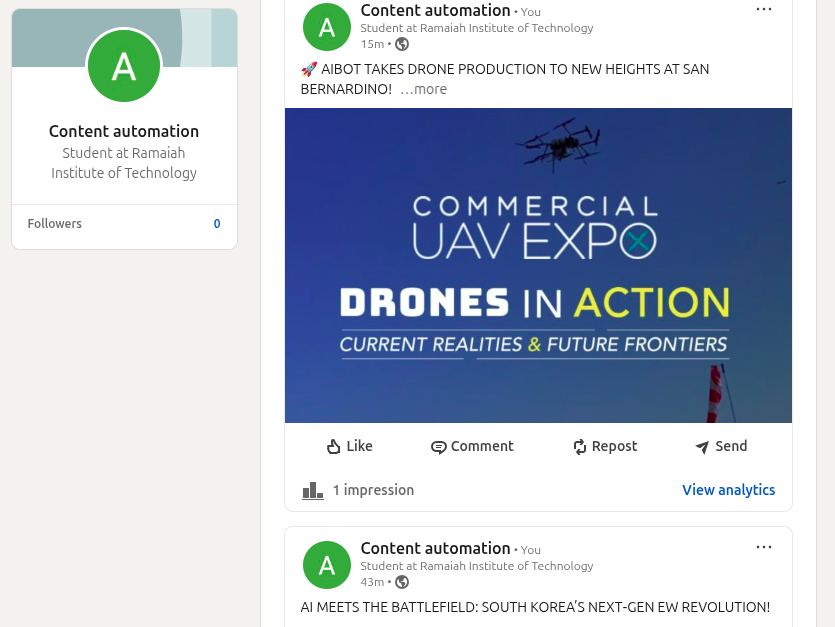 A
Content automation
Student at Ramaiah
Institute of Technology
Followers 0
A
Content automation • You
Student at Ramaiah Institute of Technology
15m •
🚀 AIBOT TAKES DRONE PRODUCTION TO NEW HEIGHTS AT SAN
BERNARDINO! …more
COMMERCIAL
UAV EXPO
DRONES IN ACTION
CURRENT REALITIES & FUTURE FRONTIERS
Like Comment Repost Send
1 impression View analytics
A
Content automation • You
Student at Ramaiah Institute of Technology
43m •
AI MEETS THE BATTLEFIELD: SOUTH KOREA'S NEXT-GEN EW REVOLUTION!